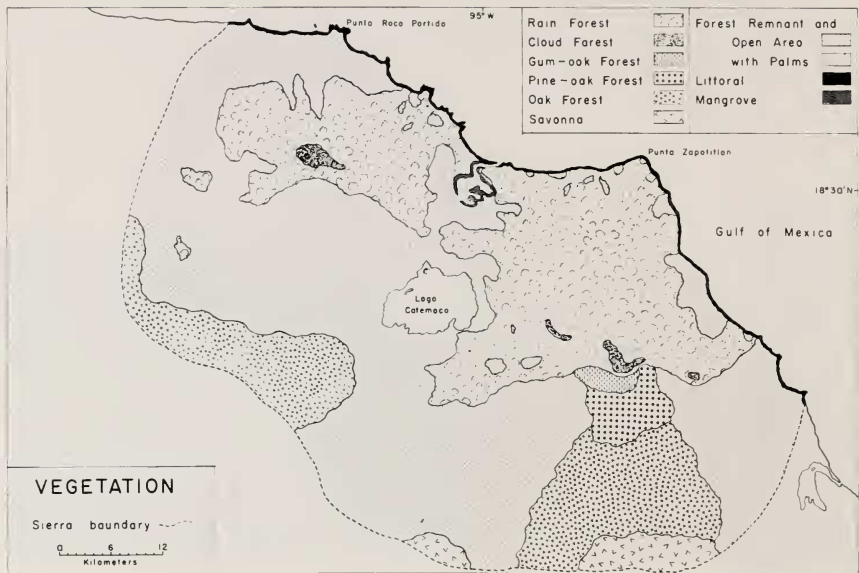 Punta Roca Partida
95° W
Rain Forest
Cloud Forest
Gum-oak Forest
Pine-oak Forest
Oak Forest
Savanna
Forest Remnant and
Open Area
with Palms
Littoral
Mangrove
Punta Zapotitlan
18°30'N
Gulf of Mexico
C
Lago
Catemaco
VEGETATION
Sierra boundary
0 6 12
Kilometers